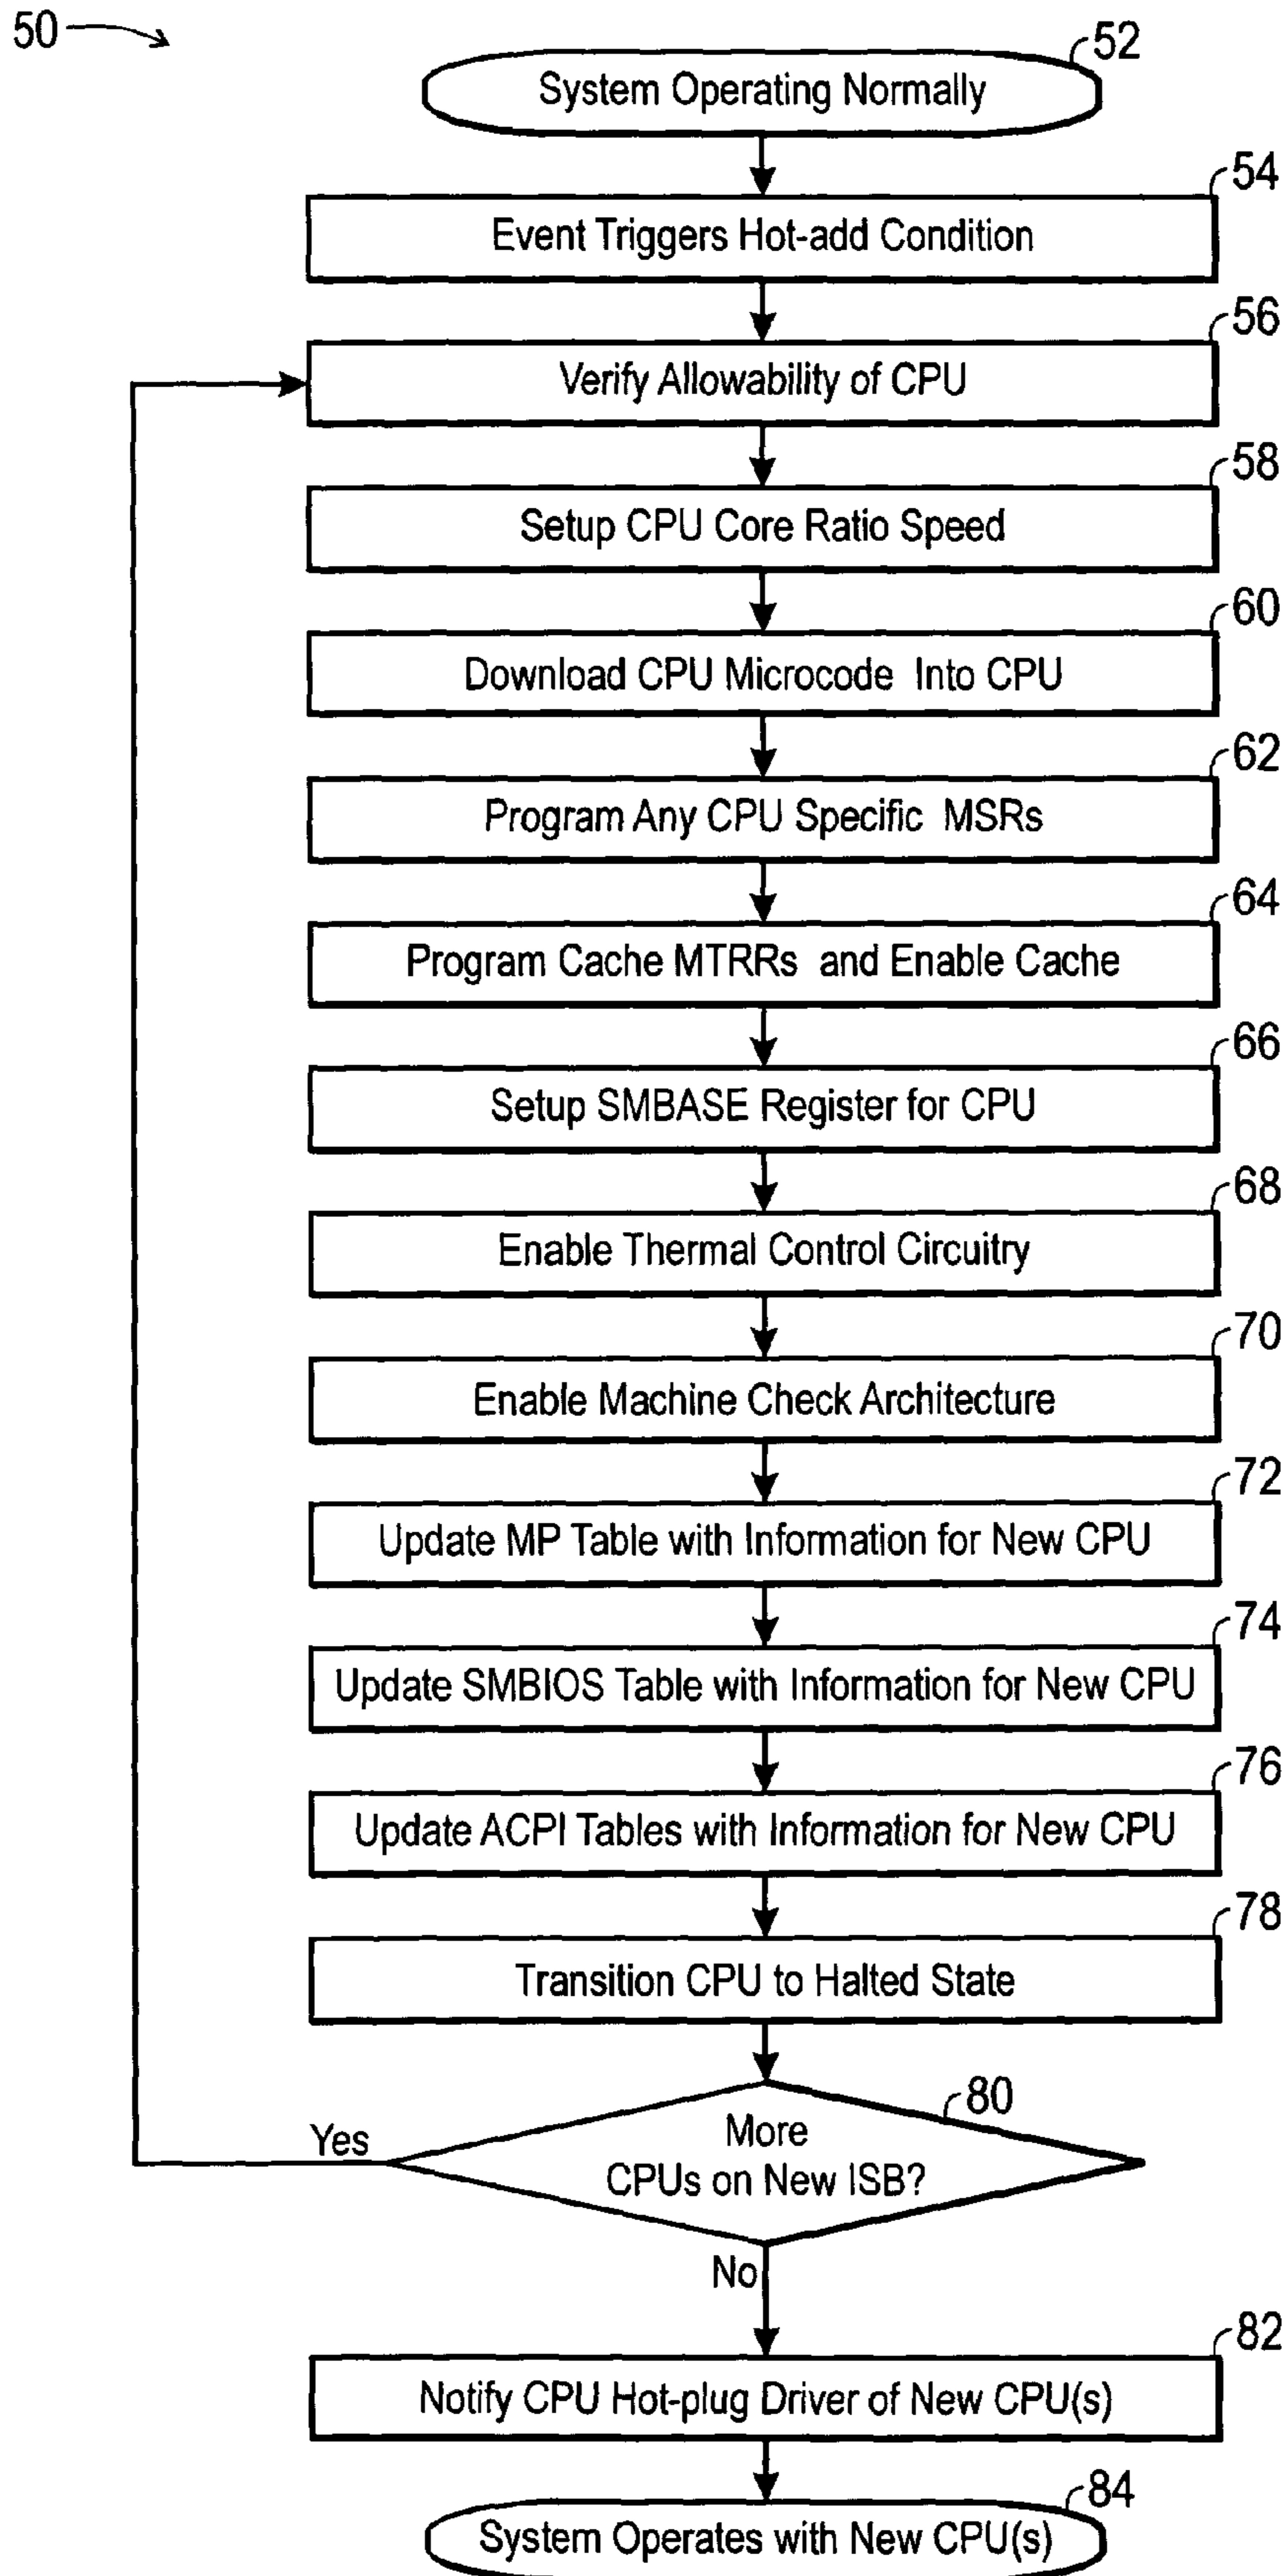 50
52
System Operating Normally
54
Event Triggers Hot-add Condition
56
Verify Allowability of CPU
58
Setup CPU Core Ratio Speed
60
Download CPU Microcode Into CPU
62
Program Any CPU Specific MSRs
64
Program Cache MTRRs and Enable Cache
66
Setup SMBASE Register for CPU
68
Enable Thermal Control Circuitry
70
Enable Machine Check Architecture
72
Update MP Table with Information for New CPU
74
Update SMBIOS Table with Information for New CPU
76
Update ACPI Tables with Information for New CPU
78
Transition CPU to Halted State
80
More
CPUs on New ISB?
Yes
No
82
Notify CPU Hot-plug Driver of New CPU(s)
84
System Operates with New CPU(s)